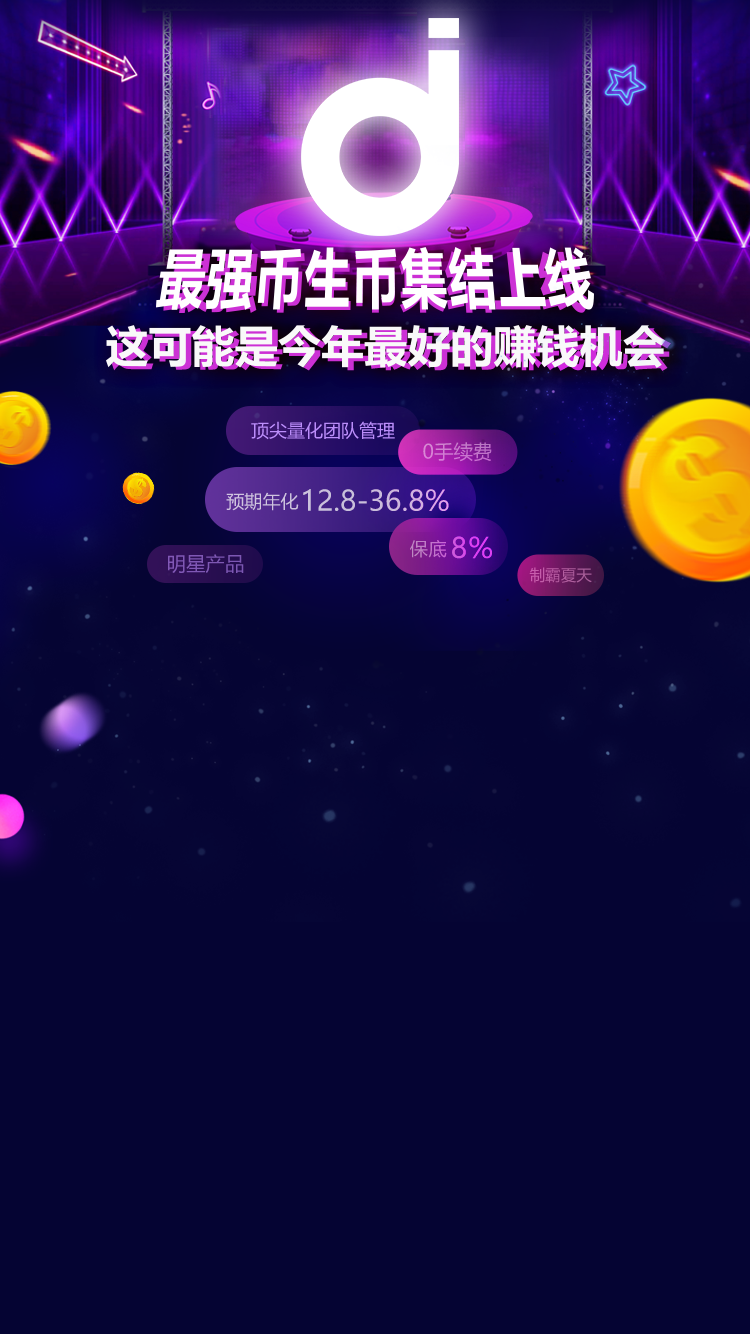 最强币生币集结上线
这可能是今年最好的赚钱机会
顶尖量化团队管理
0手续费
预期年化12.8-36.8%
保底 8%
明星产品
制霸夏天